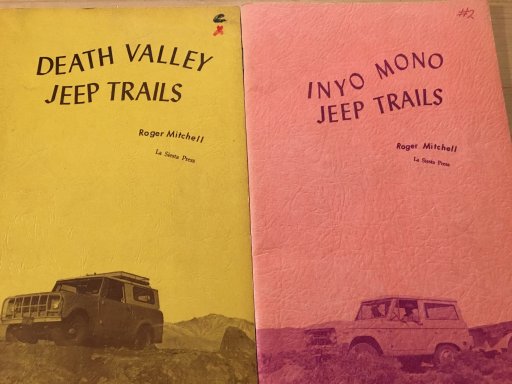 DEATH VALLEY
JEEP TRAILS
Roger Mitchell
La Siesta Press
#2
INYO MONO
JEEP TRAILS
Roger Mitchell
La Siesta Press